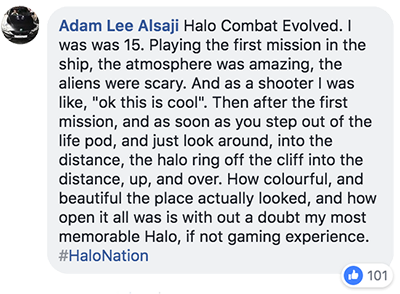 Adam Lee Alsaji Halo Combat Evolved. I
was was 15. Playing the first mission in the
ship, the atmosphere was amazing, the
aliens were scary. And as a shooter I was
like, "ok this is cool". Then after the first
mission, and as soon as you step out of the
life pod, and just look around, into the
distance, the halo ring off the cliff into the
distance, up, and over. How colourful, and
beautiful the place actually looked, and how
open it all was is with out a doubt my most
memorable Halo, if not gaming experience.
#HaloNation
101